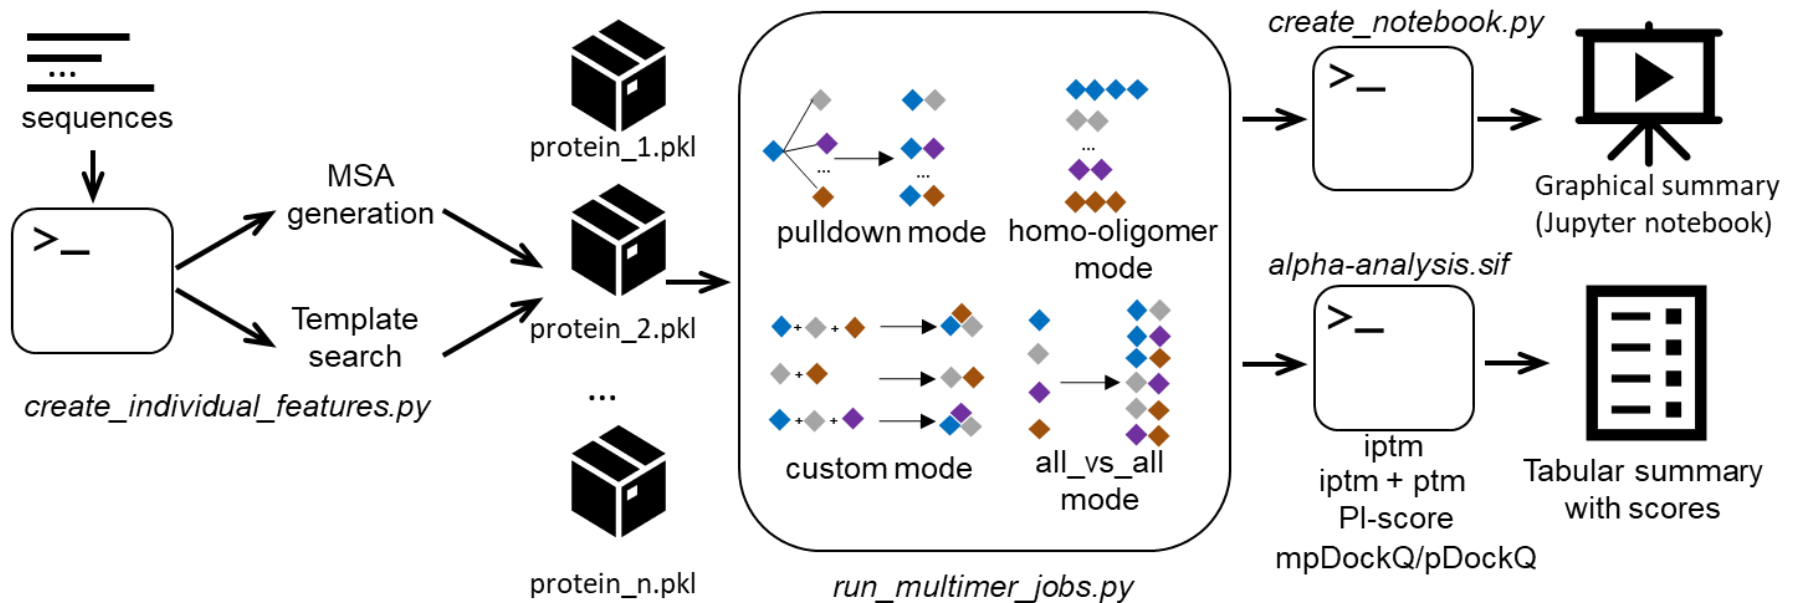 ...
sequences
>_
MSA
generation
Template
search
create_individual_features.py
protein_1.pkl
protein_2.pkl
...
protein_n.pkl
...
...
pulldown mode
...
homo-oligomer
mode
+ +
+
+ +
custom mode
all_vs_all
mode
run_multimer_jobs.py
create_notebook.py
>_
Graphical summary
(Jupyter notebook)
alpha-analysis.sif
>_
iptm
iptm + ptm
PI-score
mpDockQ/pDockQ
Tabular summary
with scores